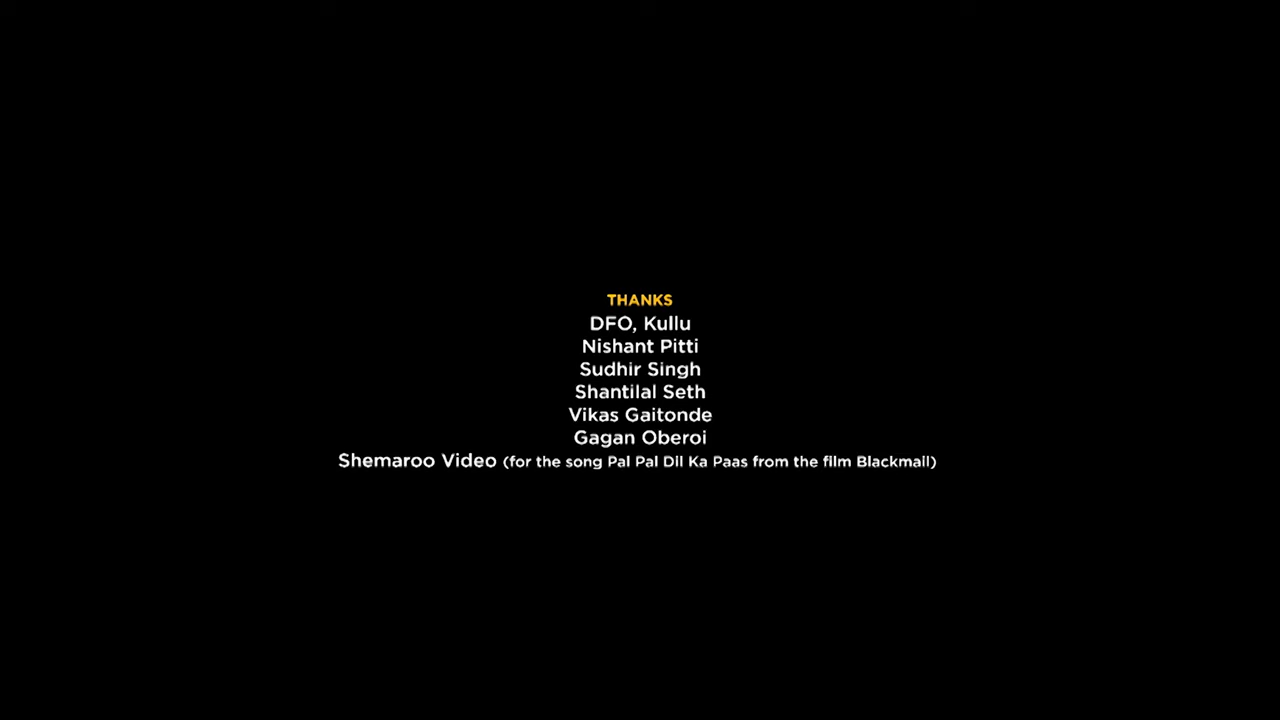 THANKS
DFO, Kullu
Nishant Pitti
Sudhir Singh
Shantilal Seth
Vikas Gaitonde
Gagan Oberoi
Shemaroo Video (for the song Pal Pal Dil Ka Paas from the film Blackmail)